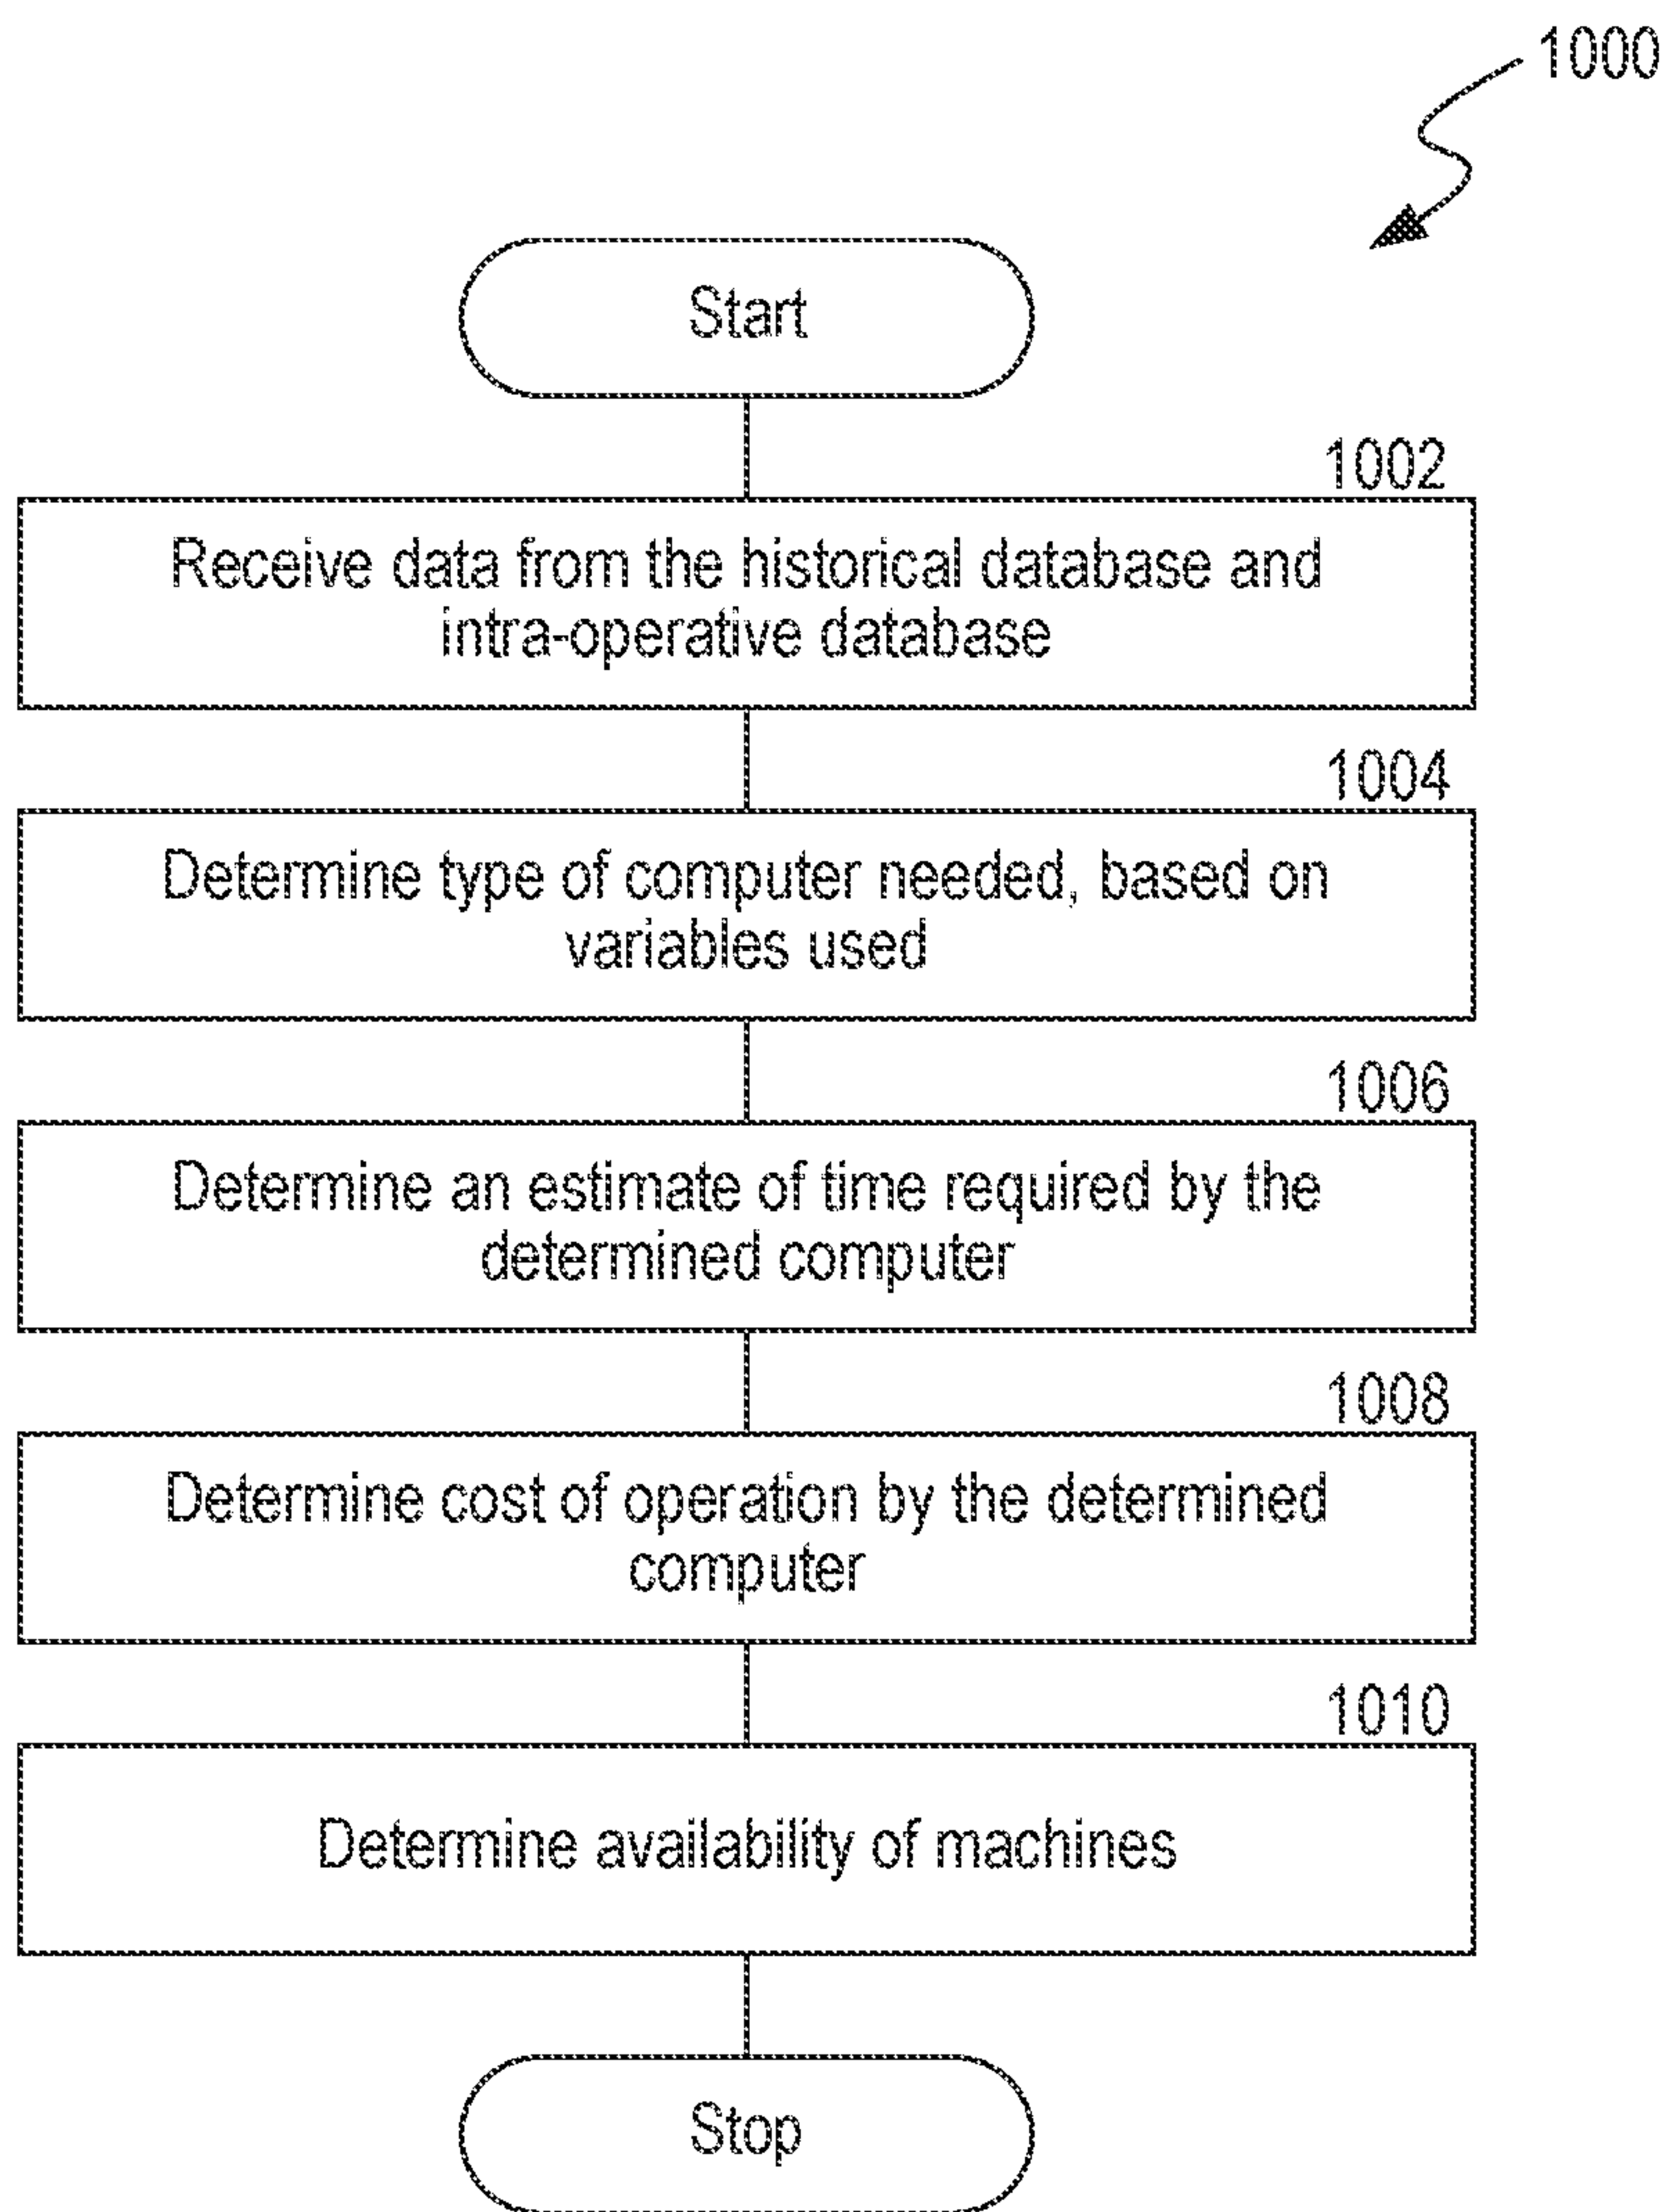 1000
Start
1002
Receive data from the historical database and
intra-operative database
1004
Determine type of computer needed, based on
variables used
1006
Determine an estimate of time required by the
determined computer
1008
Determine cost of operation by the determined
computer
1010
Determine availability of machines
Stop